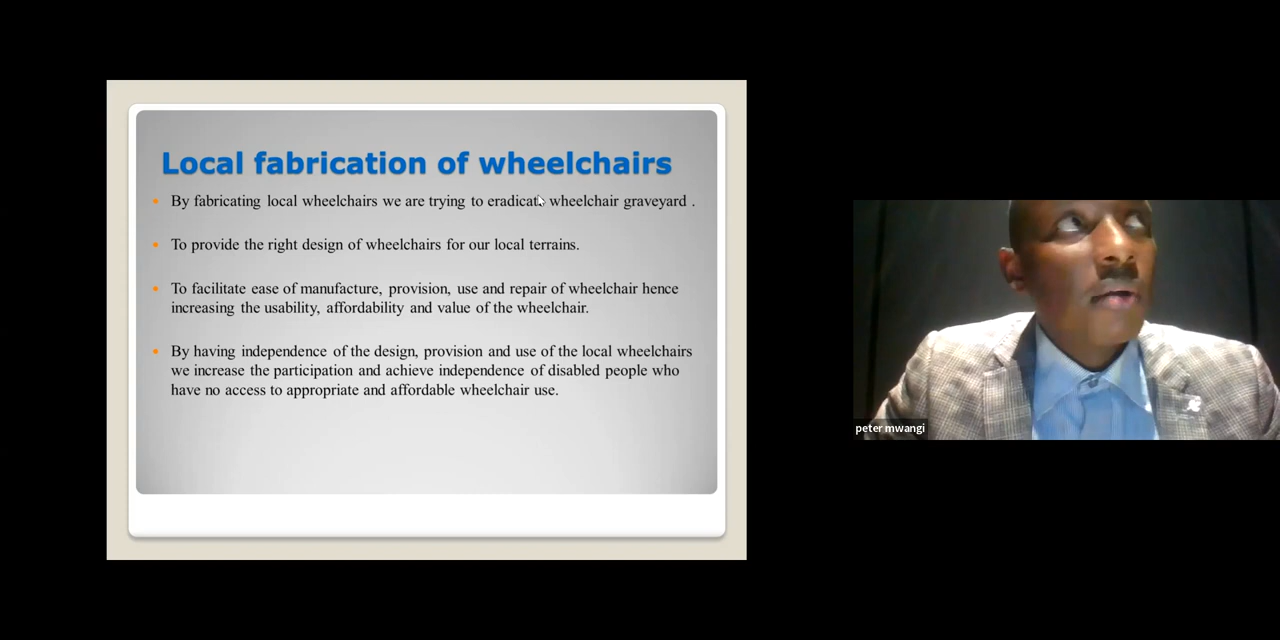 Local fabrication of wheelchairs
• By fabricating local wheelchairs we are trying to eradicate wheelchair graveyard .
• To provide the right design of wheelchairs for our local terrains.
• To facilitate ease of manufacture, provision, use and repair of wheelchair hence
increasing the usability, affordability and value of the wheelchair.
• By having independence of the design, provision and use of the local wheelchairs
we increase the participation and achieve independence of disabled people who
have no access to appropriate and affordable wheelchair use.
peter mwangi